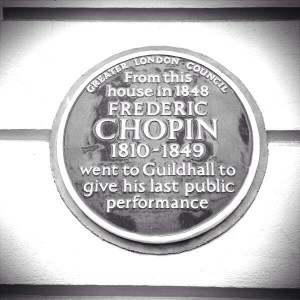 GREATER LONDON COUNCIL
From this
house in 1848
FREDERIC
CHOPIN
1810-1849
went to Guildhall to
give his last public
performance